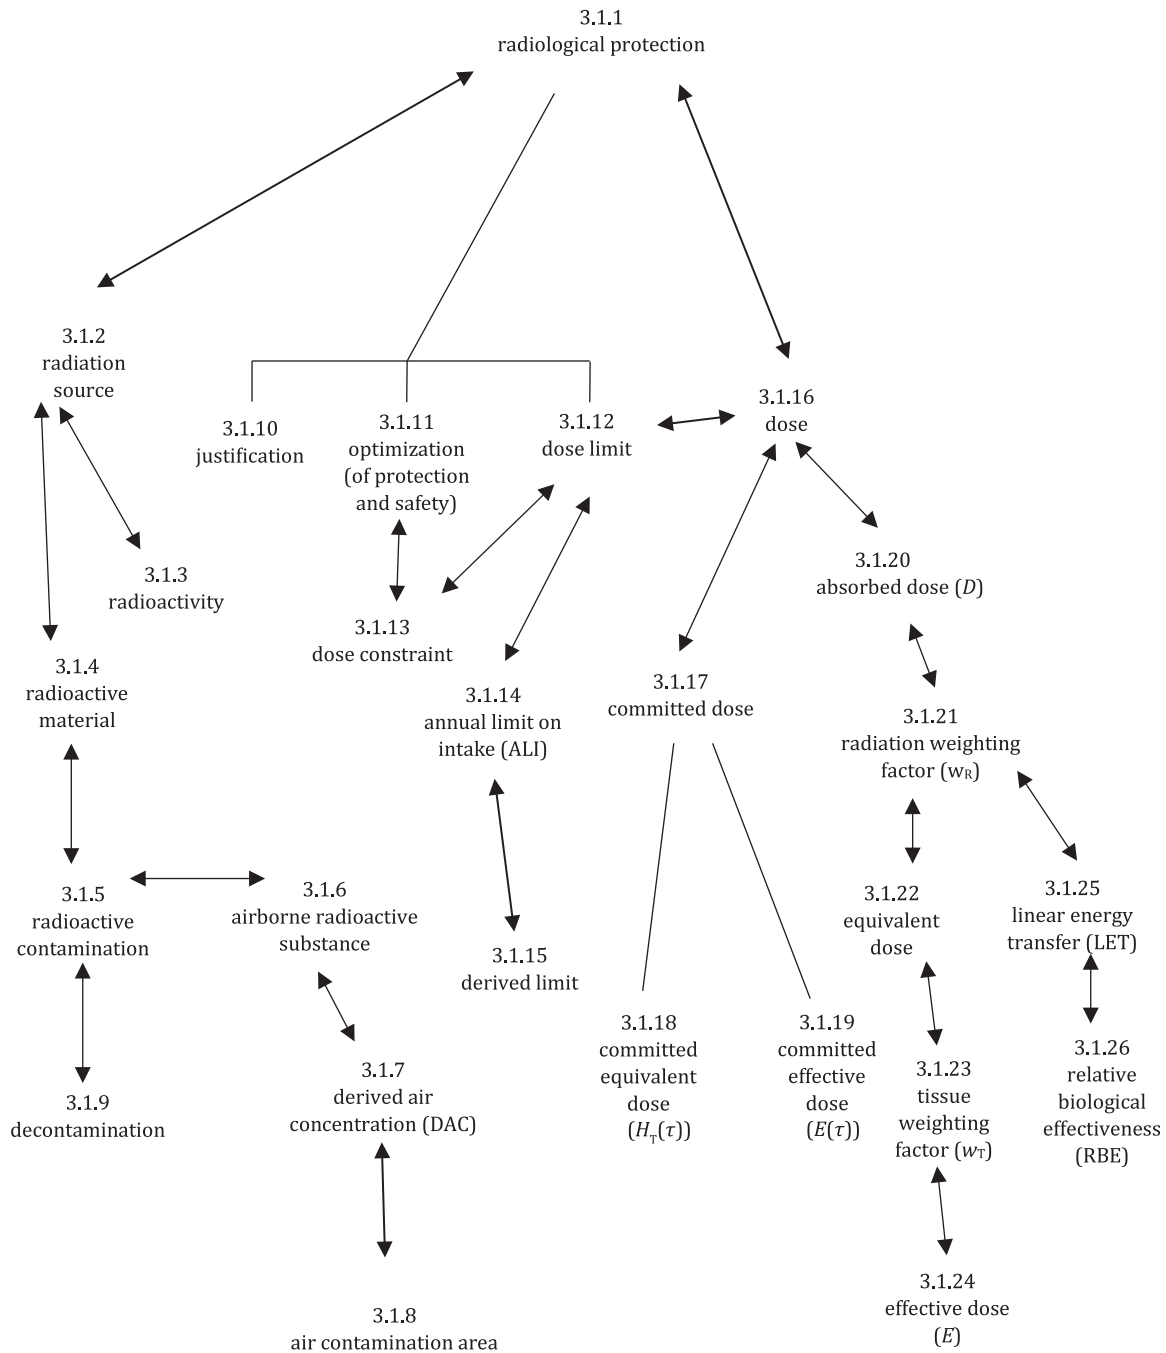 3.1.1
radiological protection
3.1.2
radiation
source
3.1.10
justification
3.1.11
optimization
(of protection
and safety)
3.1.12
dose limit
3.1.16
dose
3.1.3
radioactivity
3.1.20
absorbed dose (D)
3.1.13
dose constraint
3.1.4
radioactive
material
3.1.14
annual limit on
intake (ALI)
3.1.17
committed dose
3.1.21
radiation weighting
factor (wR)
3.1.5
radioactive
contamination
3.1.6
airborne radioactive
substance
3.1.15
derived limit
3.1.22
equivalent
dose
3.1.25
linear energy
transfer (LET)
3.1.18
committed
equivalent
dose
(HT(τ))
3.1.19
committed
effective
dose
(E(τ))
3.1.23
tissue
weighting
factor (wT)
3.1.26
relative
biological
effectiveness
(RBE)
3.1.9
decontamination
3.1.7
derived air
concentration (DAC)
3.1.24
effective dose
(E)
3.1.8
air contamination area